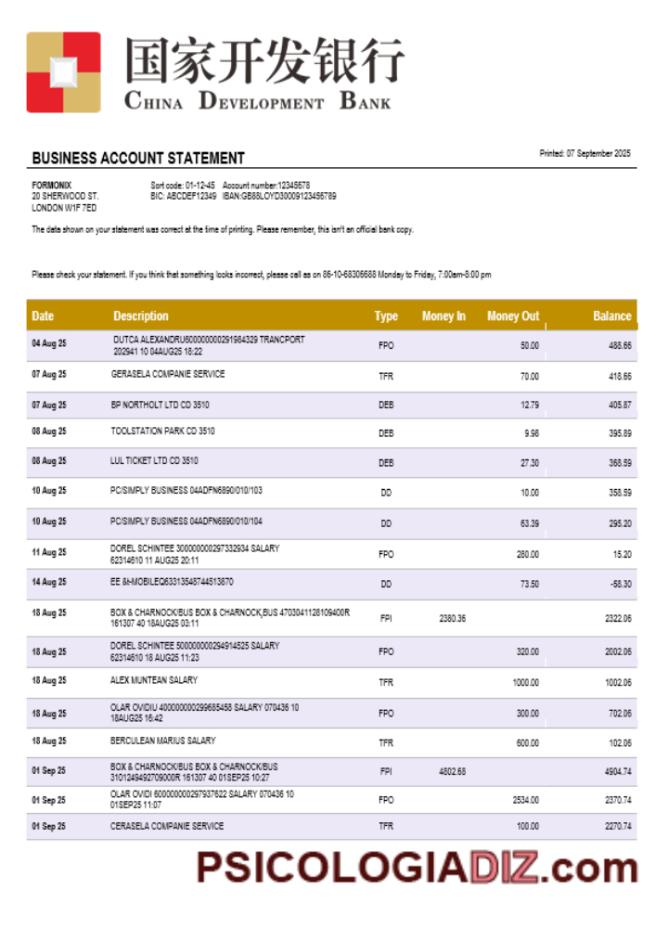 国家开发银行
CHINA DEVELOPMENT BANK
BUSINESS ACCOUNT STATEMENT
Printed: 07 September 2025
FORMONIX
20 SHERWOOD ST.
LONDON W1F 7ED
Sort code: 01-12-45 Account number:12345678
BIC: ABCDEF12349 IBAN:GB88LOYD30009123456789
The data shown on your statement was correct at the time of printing. Please remember, this isn't an official bank copy.
Please check your statement. If you think that something looks incorrect, please call as on 86-10-68306688 Monday to Friday, 7:00am-8:00 pm
Date Description Type Money In Money Out Balance
04 Aug 25 DUTCA ALEXANDRU600000000291984329 TRANCPORT
202941 10 04AUG25 18:22 FPO 50.00 488.66
07 Aug 25 GERASELA COMPANIE SERVICE TFR 70.00 418.66
07 Aug 25 BP NORTHOLT LTD CD 3510 DEB 12.79 405.87
08 Aug 25 TOOLSTATION PARK CD 3510 DEB 9.98 395.89
08 Aug 25 LUL TICKET LTD CD 3510 DEB 27.30 368.59
10 Aug 25 PC/SIMPLY BUSINESS 04ADFN6890/010/103 DD 10.00 358.59
10 Aug 25 PC/SIMPLY BUSINESS 04ADFN6890/010/104 DD 63.39 295.20
11 Aug 25 DOREL SCHINTEE 300000000297332934 SALARY
62314610 11 AUG25 20:11 FPO 280.00 15.20
14 Aug 25 EE &t-MOBILEQ63313548744513870 DD 73.50 -58.30
18 Aug 25 BOX & CHARNOCK/BUS BOX & CHARNOCK,BUS 4703041128109400R
161307 40 18AUG25 03:11 FPI 2380.36 2322.06
18 Aug 25 DOREL SCHINTEE 500000000294914525 SALARY
62314610 18 AUG25 11:23 FPO 320.00 2002.06
18 Aug 25 ALEX MUNTEAN SALARY TFR 1000.00 1002.06
18 Aug 25 OLAR OVIDIU 400000000299685458 SALARY 070436 10
18AUG25 16:42 FPO 300.00 702.06
18 Aug 25 BERCULEAN MARIUS SALARY TFR 600.00 102.06
01 Sep 25 BOX & CHARNOCK/BUS BOX & CHARNOCK/BUS
3101249492709000R 161307 40 01SEP25 10:27 FPI 4802.68 4904.74
01 Sep 25 OLAR OVIDI 600000000297937622 SALARY 070436 10
01SEP25 11:07 FPO 2534.00 2370.74
01 Sep 25 CERASELA COMPANIE SERVICE TFR 100.00 2270.74
PSICOLOGIADIZ.com